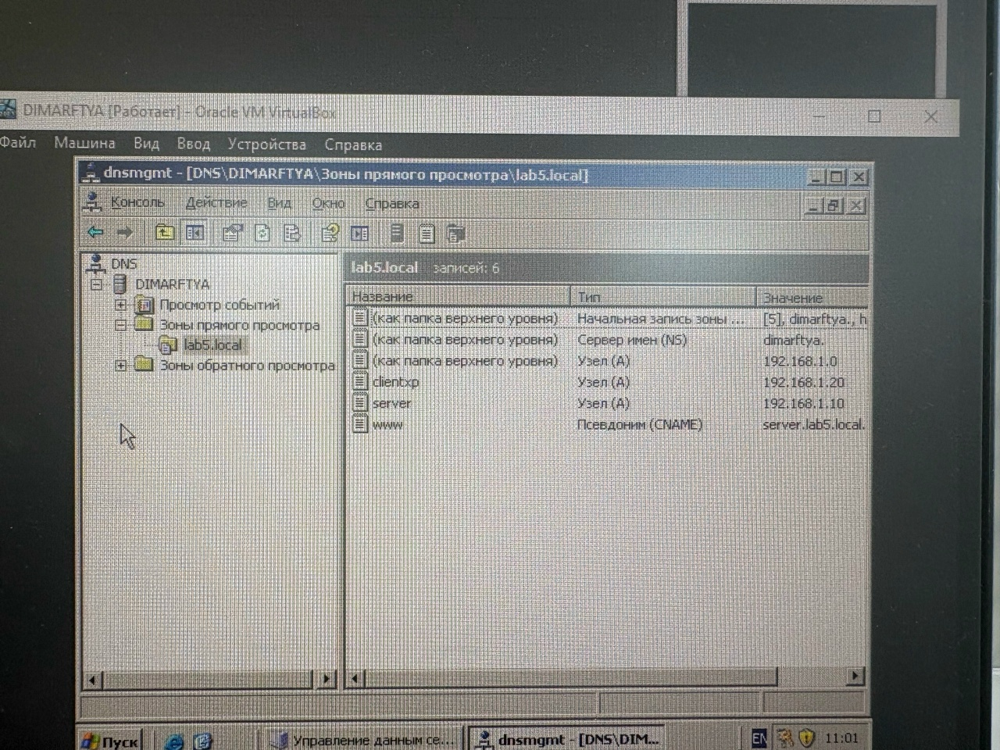 DIMARFTYA [Работает] - Oracle VM VirtualBox
Файл Машина Вид Ввод Устройства Справка
dnsmgmt - [DNS\DIMARFTYA\Зоны прямого просмотра\lab5.local]
Консоль Действие Вид Окно Справка
DNS
DIMARFTYA
Просмотр событий
Зоны прямого просмотра
lab5.local
Зоны обратного просмотра
lab5.local записей: 6
Название Тип Значение
(как папка верхнего уровня) Начальная запись зоны ... [5], dimarftya., h
(как папка верхнего уровня) Сервер имен (NS) dimarftya.
(как папка верхнего уровня) Узел (A) 192.168.1.0
clientxp Узел (A) 192.168.1.20
server Узел (A) 192.168.1.10
www Псевдоним (CNAME) server.lab5.local.
Пуск Управление данным се... dnsmgmt - [DNS\DIM... EN 11:01